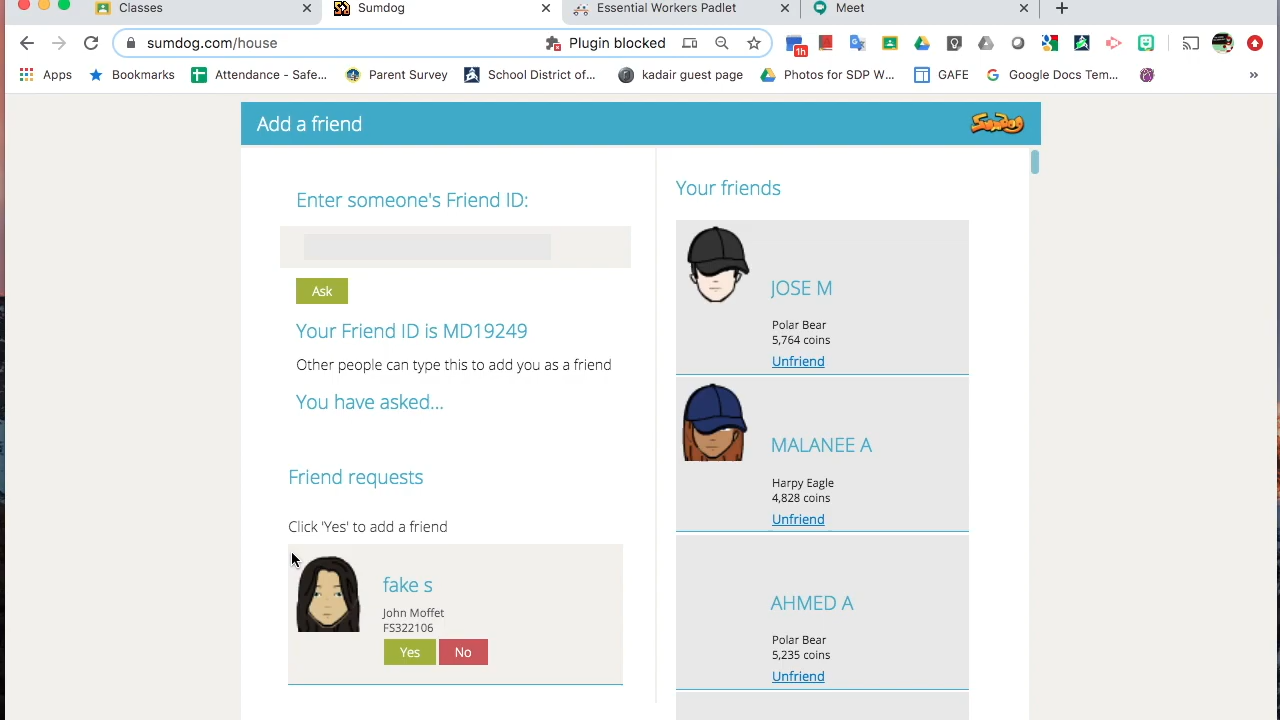 Classes
Sumdog
Essential Workers Padlet
Meet
sumdog.com/house
Plugin blocked
1h
Apps
Bookmarks
Attendance - Safe...
Parent Survey
School District of...
kadair guest page
Photos for SDP W...
GAFE
Google Docs Tem...
Add a friend
Sumdog
Enter someone's Friend ID:
Ask
Your Friend ID is MD19249
Other people can type this to add you as a friend
You have asked...
Friend requests
Click 'Yes' to add a friend
fake s
John Moffet
FS322106
Yes
No
Your friends
JOSE M
Polar Bear
5,764 coins
Unfriend
MALANEE A
Harpy Eagle
4,828 coins
Unfriend
AHMED A
Polar Bear
5,235 coins
Unfriend